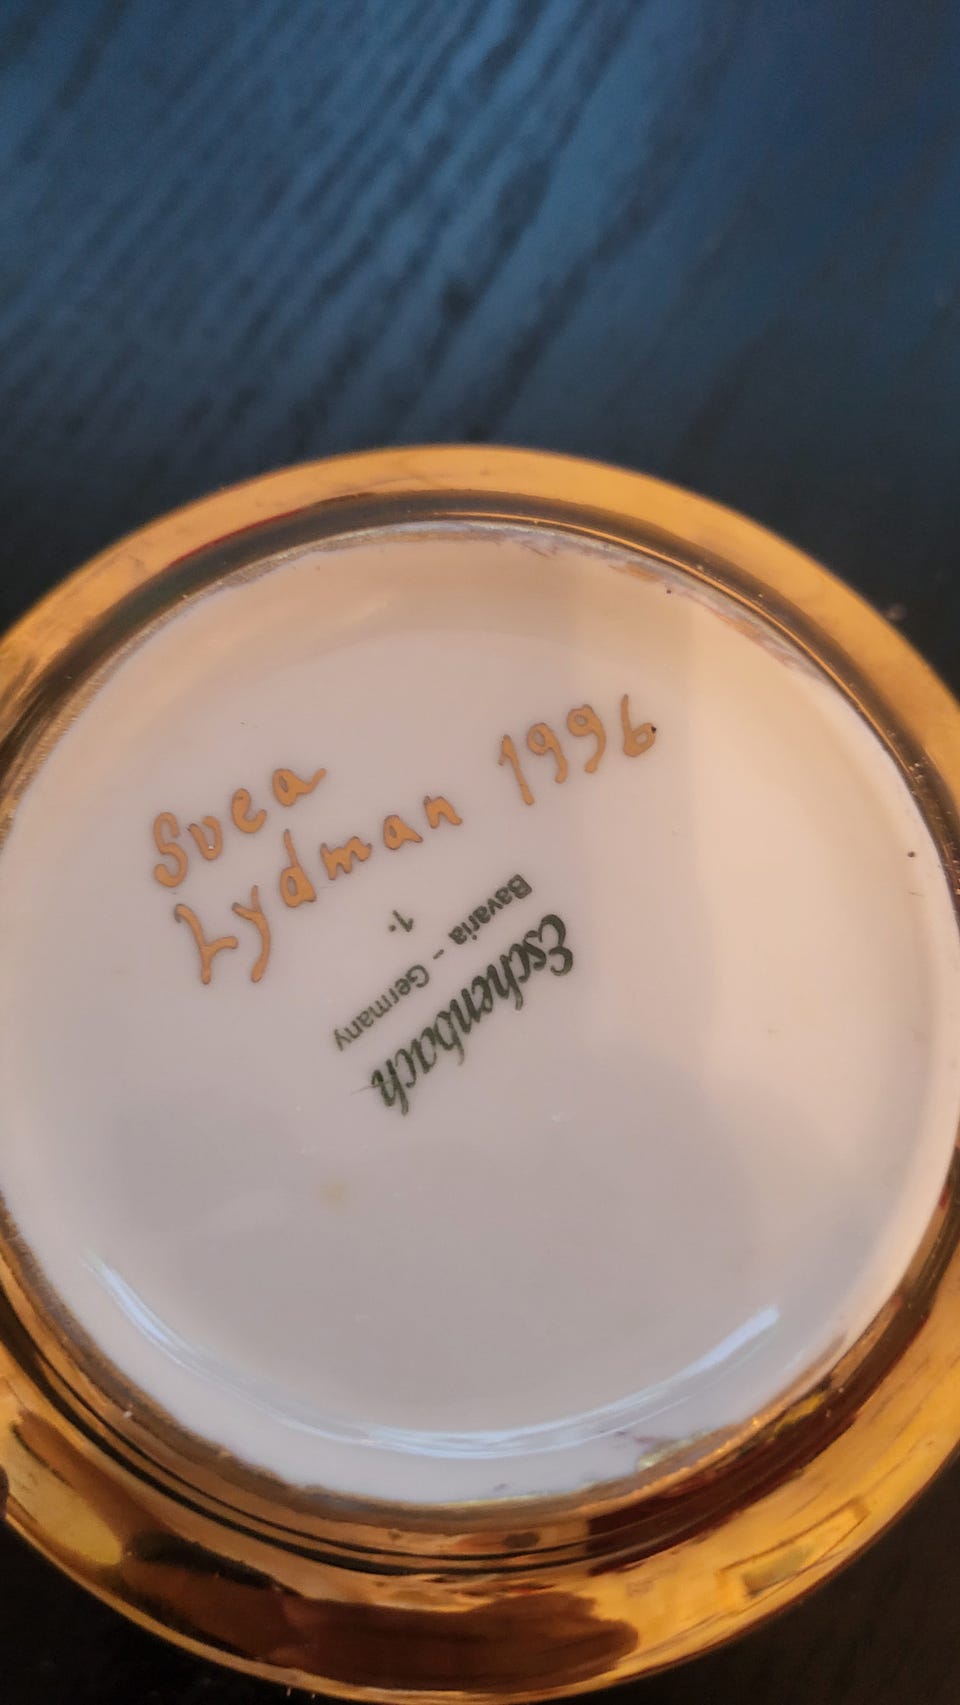 Svea
Lydman 1996
Eschenbach
Bavaria - Germany
1.